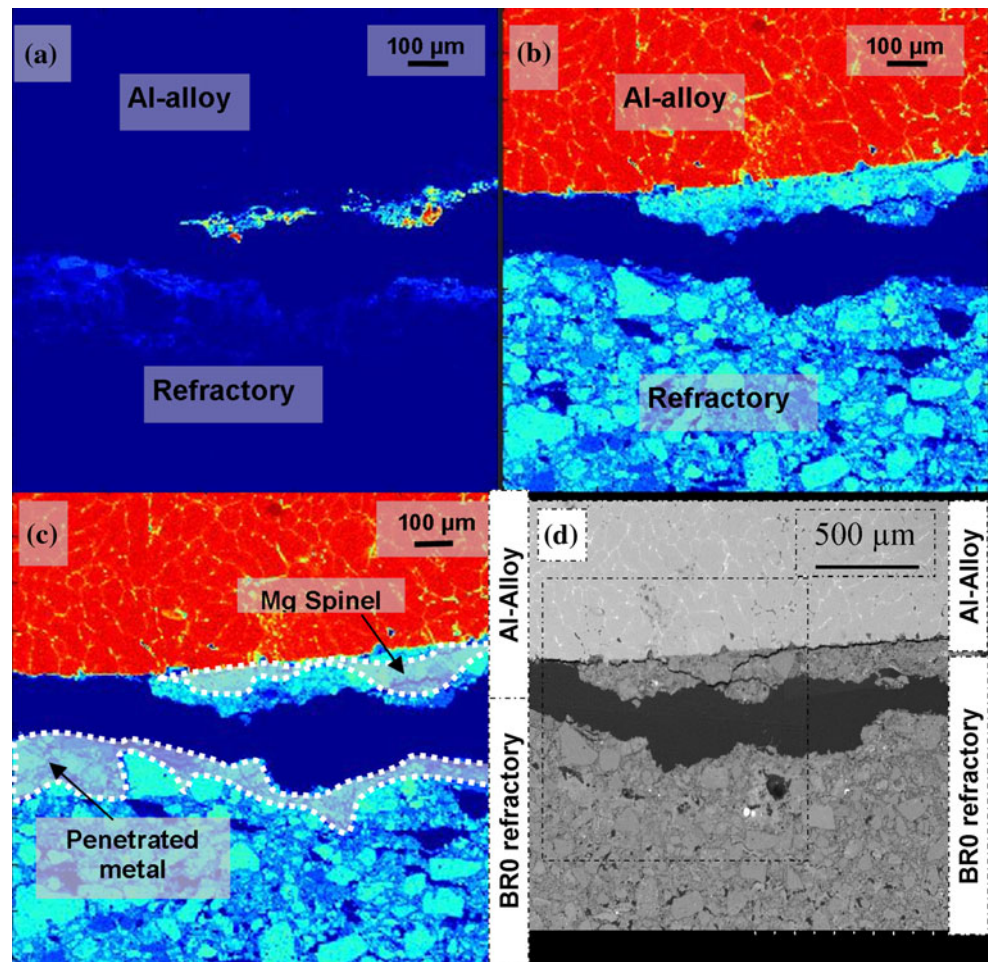 (a)
100 µm
Al-alloy
Refractory
(b)
100 µm
Al-alloy
Refractory
(c)
100 µm
Mg Spinel
Penetrated
metal
Al-Alloy
BR0 refractory
(d)
500 µm
Al-Alloy
BR0 refractory